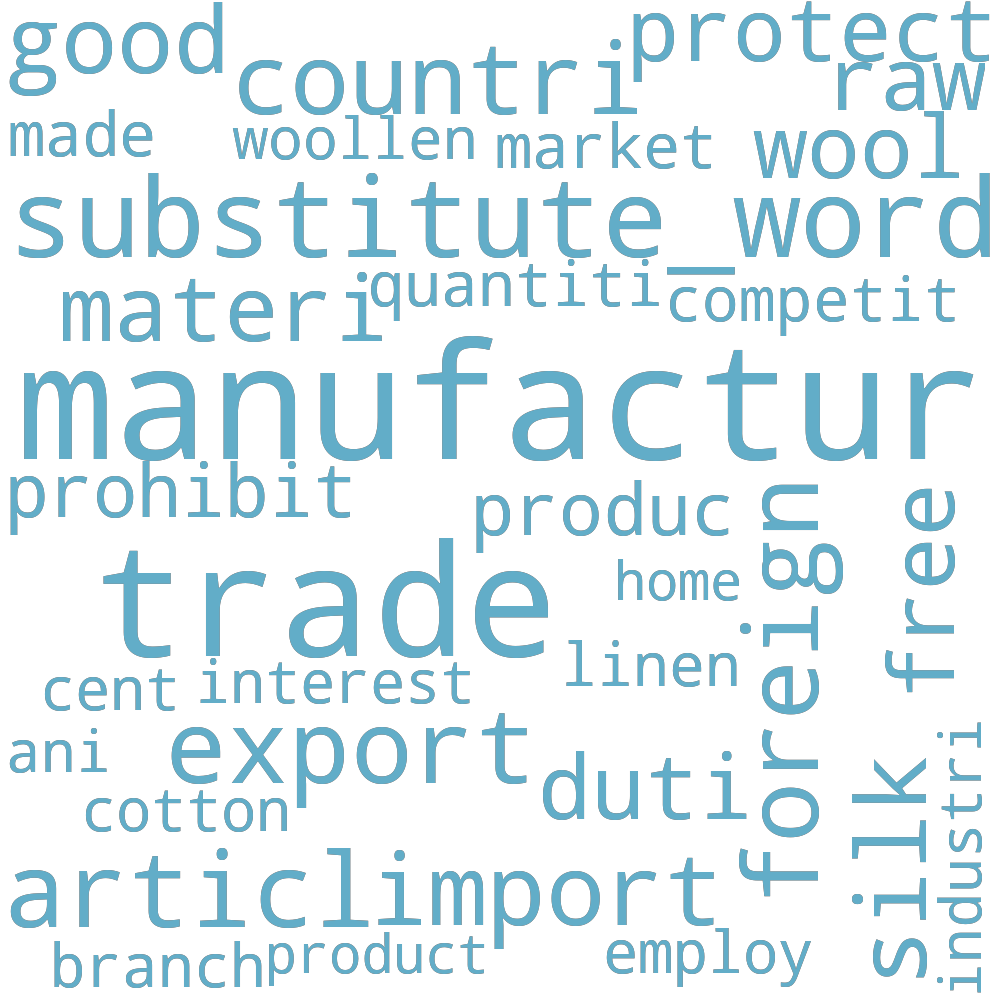 good
countri
protect
raw
made
woollen
market
wool
substitute_word
materi
quantiti
competit
manufactur
prohibit
produc
foreign
free
trade
home
linen
cent
interest
export
ani
duti
silk
industri
cotton
articl
import
branch
product
employ